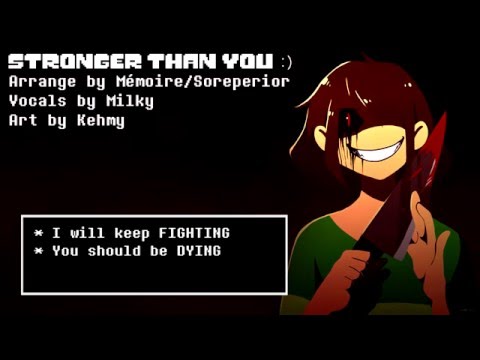 STRONGER THAN YOU :)
Arrange by Mémoire/Soreperior
Vocals by Milky
Art by Kehmy
* I will keep FIGHTING
* You should be DYING